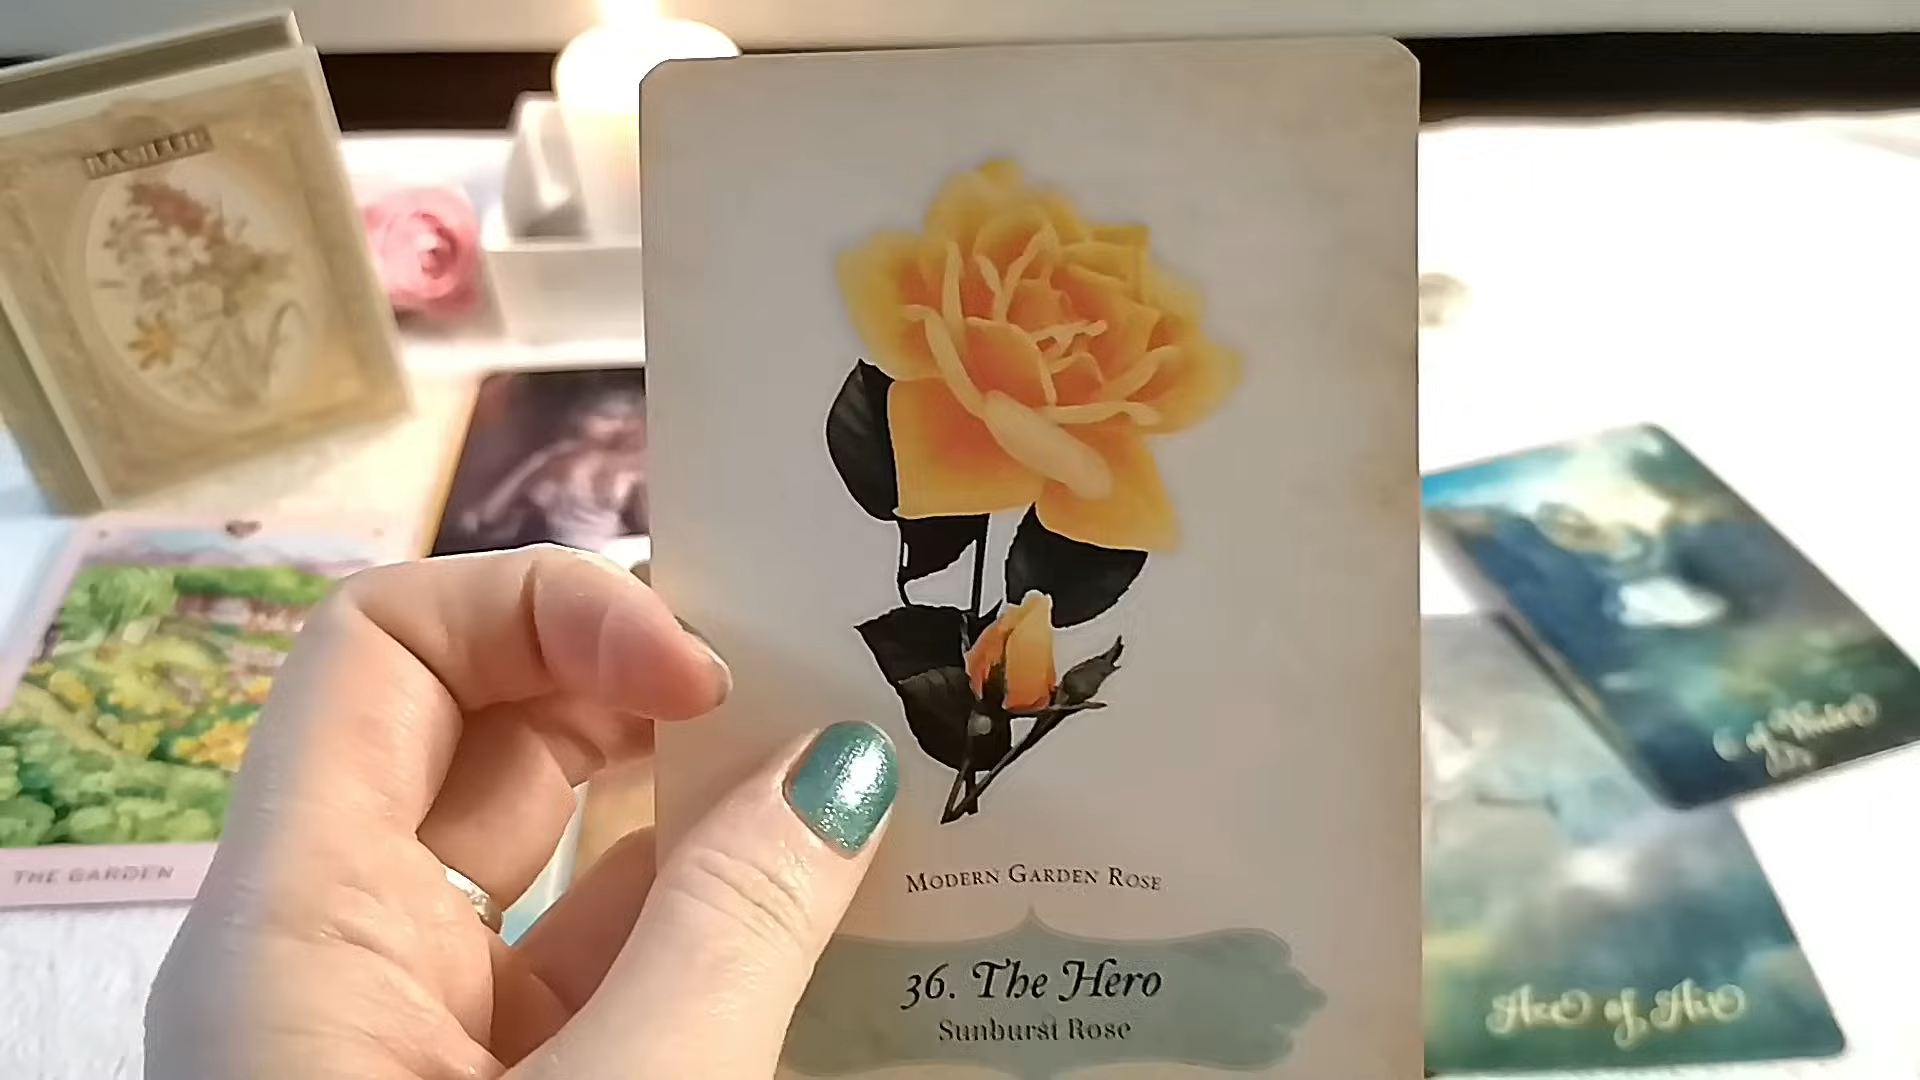 THE GARDEN
MODERN GARDEN ROSE
36. The Hero
Sunburst Rose
Ace of Air